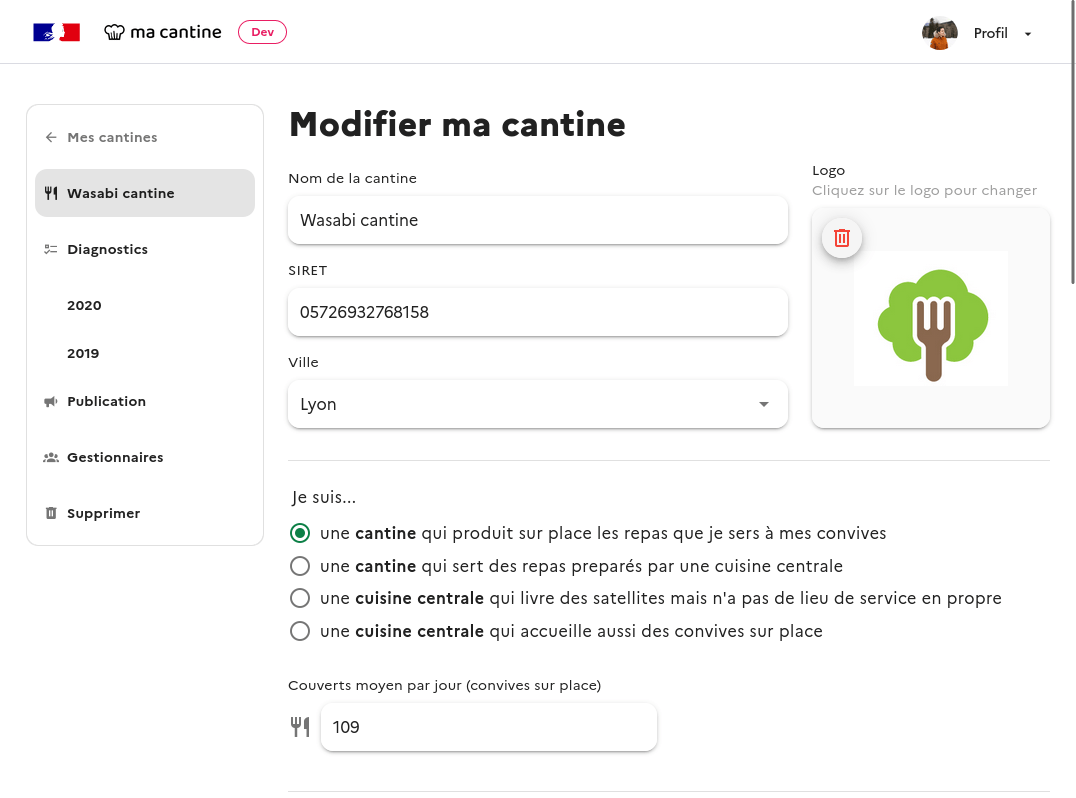 ma cantine
Dev
Profil
Mes cantines
Wasabi cantine
Diagnostics
2020
2019
Publication
Gestionnaires
Supprimer
Modifier ma cantine
Nom de la cantine
Wasabi cantine
SIRET
05726932768158
Ville
Lyon
Logo
Cliquez sur le logo pour changer
Je suis...
une cantine qui produit sur place les repas que je sers à mes convives
une cantine qui sert des repas preparés par une cuisine centrale
une cuisine centrale qui livre des satellites mais n'a pas de lieu de service en propre
une cuisine centrale qui accueille aussi des convives sur place
Couverts moyen par jour (convives sur place)
109